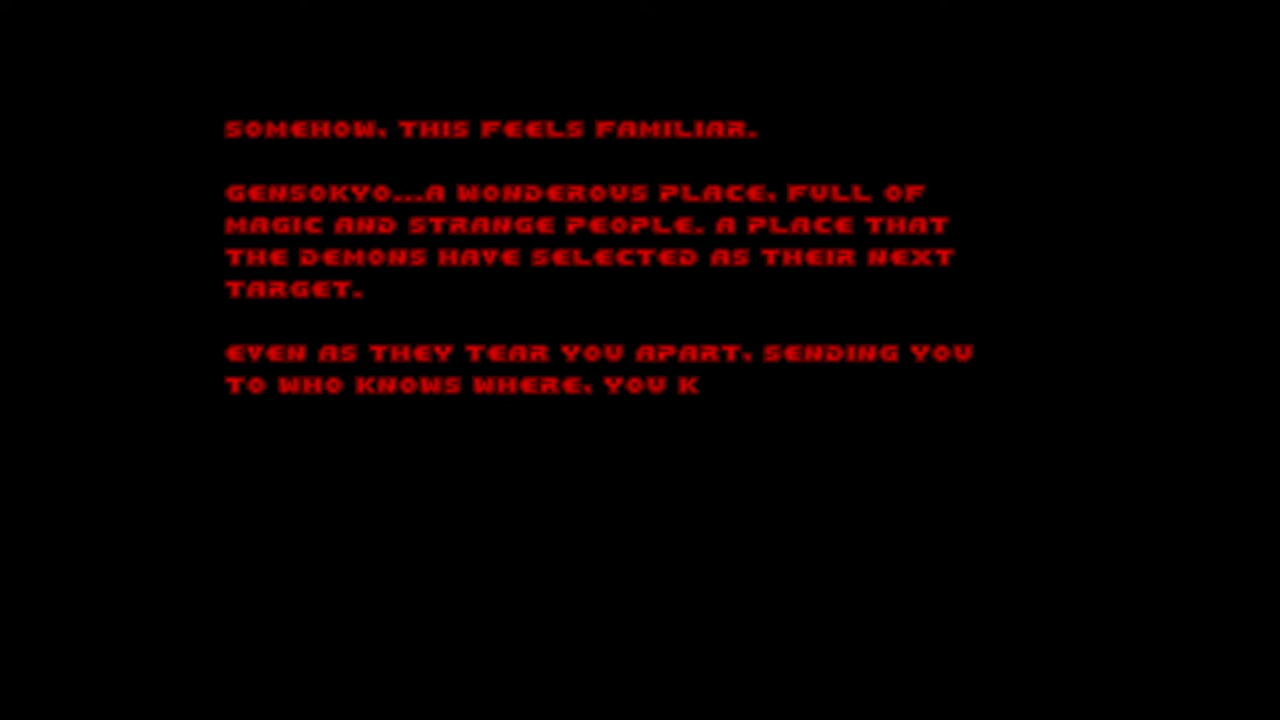 SOMEHOW, THIS FEELS FAMILIAR.
GENSOKYO...A WONDEROUS PLACE, FULL OF
MAGIC AND STRANGE PEOPLE. A PLACE THAT
THE DEMONS HAVE SELECTED AS THEIR NEXT
TARGET.
EVEN AS THEY TEAR YOU APART, SENDING YOU
TO WHO KNOWS WHERE, YOU K